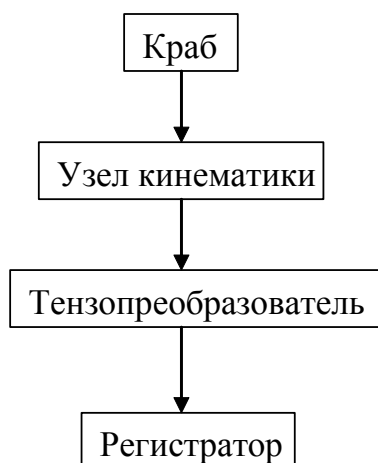 Краб
Узел кинематики
Тензопреобразователь
Регистратор